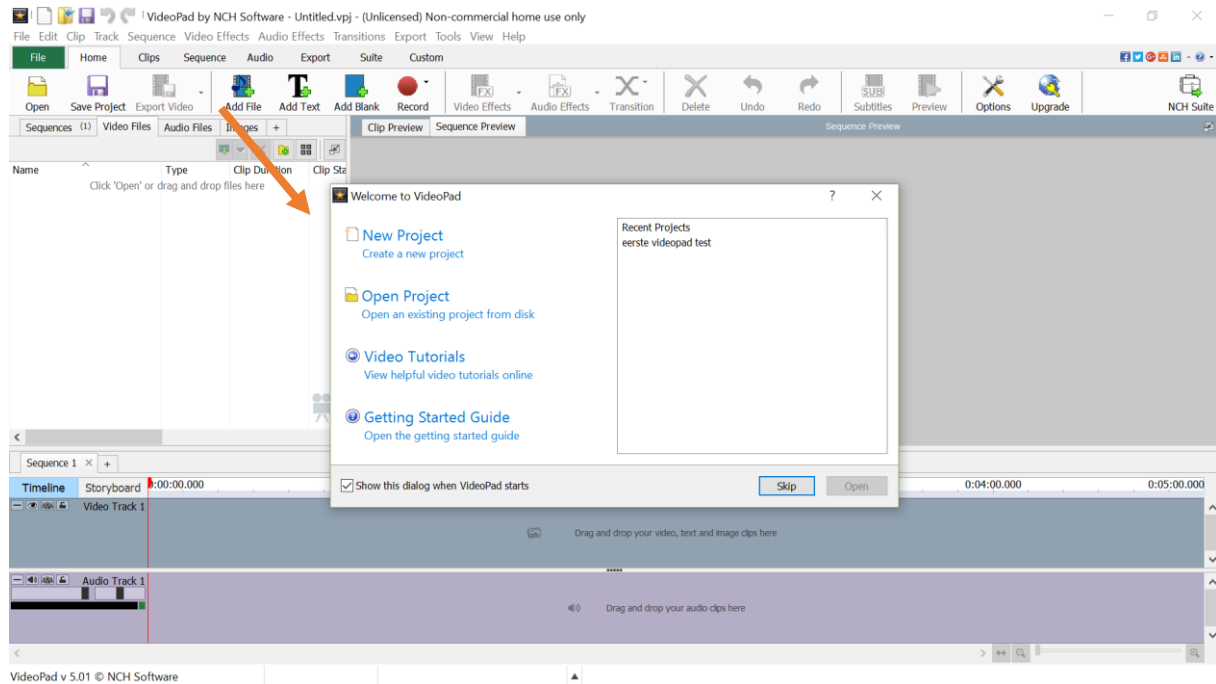 VideoPad by NCH Software - Untitled.vpj - (Unlicensed) Non-commercial home use only
File Edit Clip Track Sequence Video Effects Audio Effects Transitions Export Tools View Help
File Home Clips Sequence Audio Export Suite Custom
Open Save Project Export Video Add File Add Text Add Blank Record Video Effects Audio Effects Transition Delete Undo Redo Subtitles Preview Options Upgrade NCH Suite
Sequences (1) Video Files Audio Files Images + Clip Preview Sequence Preview Sequence Preview
Name Type Clip Duration Clip Sta
Click 'Open' or drag and drop files here
Welcome to VideoPad ?
New Project
Create a new project
Open Project
Open an existing project from disk
Video Tutorials
View helpful video tutorials online
Getting Started Guide
Open the getting started guide
Recent Projects
eerste videopad test
Show this dialog when VideoPad starts Skip Open
Sequence 1 × +
Timeline Storyboard 0:00:00.000 0:04:00.000 0:05:00.000
Video Track 1
Drag and drop your video, text and image clips here
Audio Track 1
Drag and drop your audio clips here
VideoPad v 5.01 © NCH Software